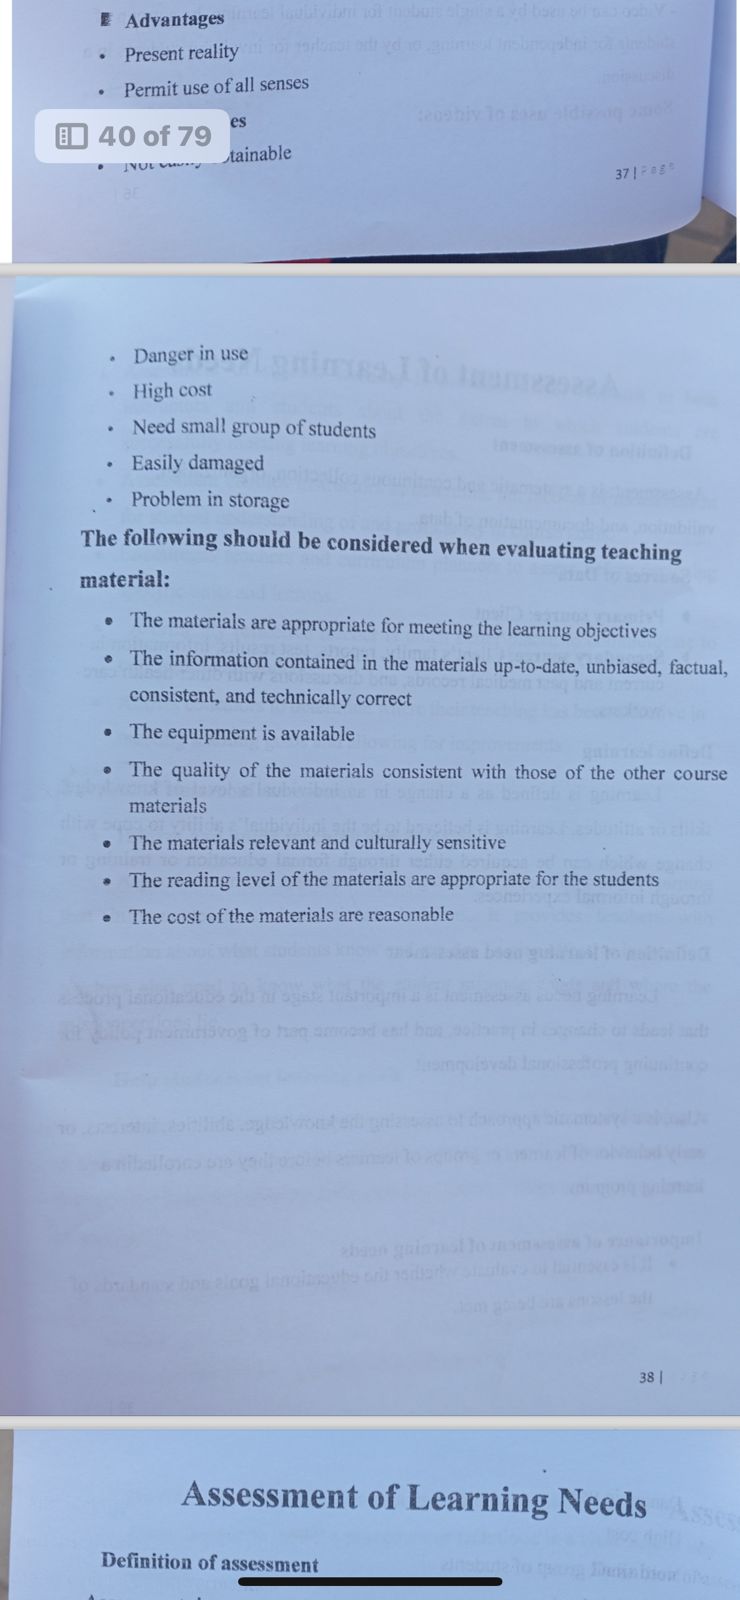 Advantages
• Present reality
• Permit use of all senses
40 of 79
es
• tainable
37 | Page
• Danger in use
• High cost
• Need small group of students
• Easily damaged
• Problem in storage
The following should be considered when evaluating teaching
material:
• The materials are appropriate for meeting the learning objectives
• The information contained in the materials up-to-date, unbiased, factual,
consistent, and technically correct
• The equipment is available
• The quality of the materials consistent with those of the other course
materials
• The materials relevant and culturally sensitive
• The reading level of the materials are appropriate for the students
• The cost of the materials are reasonable
38 |
Assessment of Learning Needs
Definition of assessment